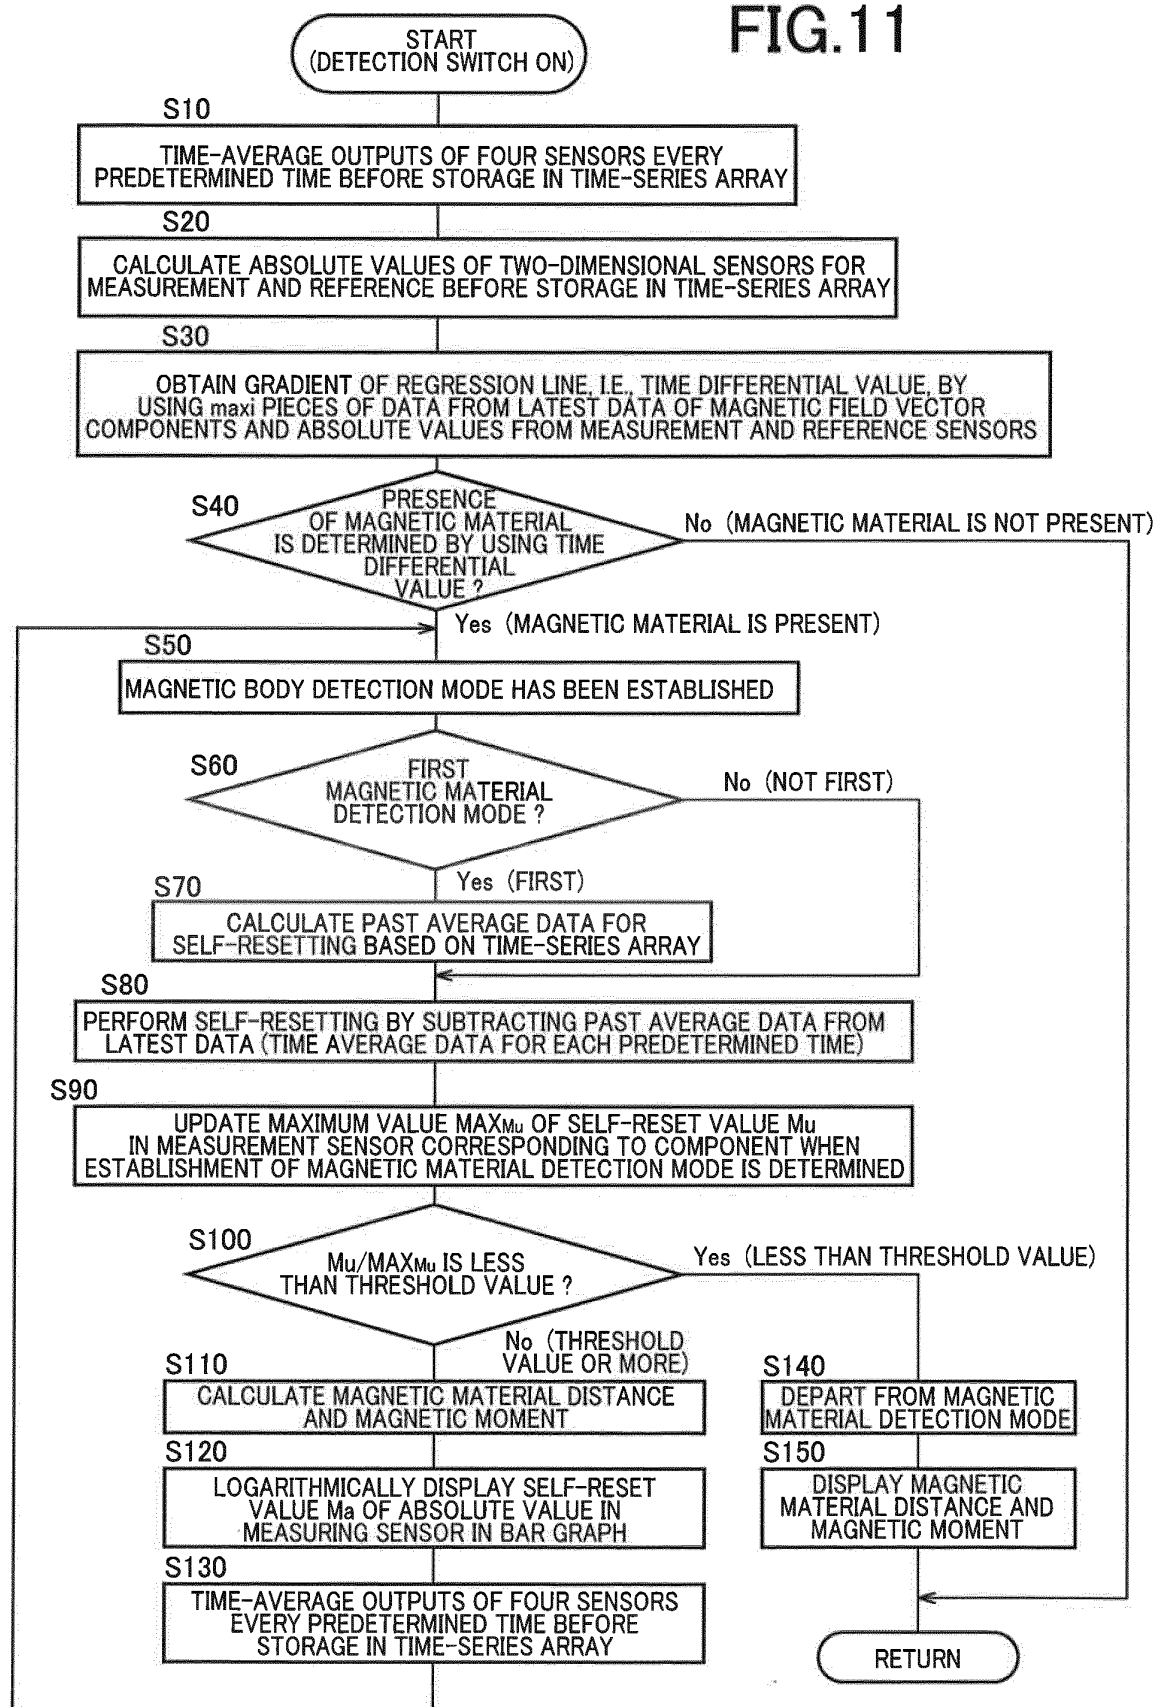 FIG.11
START
(DETECTION SWITCH ON)
S10
TIME-AVERAGE OUTPUTS OF FOUR SENSORS EVERY
PREDETERMINED TIME BEFORE STORAGE IN TIME-SERIES ARRAY
S20
CALCULATE ABSOLUTE VALUES OF TWO-DIMENSIONAL SENSORS FOR
MEASUREMENT AND REFERENCE BEFORE STORAGE IN TIME-SERIES ARRAY
S30
OBTAIN GRADIENT OF REGRESSION LINE, I.E., TIME DIFFERENTIAL VALUE, BY
USING maxi PIECES OF DATA FROM LATEST DATA OF MAGNETIC FIELD VECTOR
COMPONENTS AND ABSOLUTE VALUES FROM MEASUREMENT AND REFERENCE SENSORS
S40
PRESENCE
OF MAGNETIC MATERIAL
IS DETERMINED BY USING TIME
DIFFERENTIAL
VALUE ?
No (MAGNETIC MATERIAL IS NOT PRESENT)
Yes (MAGNETIC MATERIAL IS PRESENT)
S50
MAGNETIC BODY DETECTION MODE HAS BEEN ESTABLISHED
S60
FIRST
MAGNETIC MATERIAL
DETECTION MODE ?
No (NOT FIRST)
Yes (FIRST)
S70
CALCULATE PAST AVERAGE DATA FOR
SELF-RESETTING BASED ON TIME-SERIES ARRAY
S80
PERFORM SELF-RESETTING BY SUBTRACTING PAST AVERAGE DATA FROM
LATEST DATA (TIME AVERAGE DATA FOR EACH PREDETERMINED TIME)
S90
UPDATE MAXIMUM VALUE MAXMu OF SELF-RESET VALUE Mu
IN MEASUREMENT SENSOR CORRESPONDING TO COMPONENT WHEN
ESTABLISHMENT OF MAGNETIC MATERIAL DETECTION MODE IS DETERMINED
S100
Mu/MAXMu IS LESS
THAN THRESHOLD VALUE ?
Yes (LESS THAN THRESHOLD VALUE)
No (THRESHOLD
VALUE OR MORE)
S110
CALCULATE MAGNETIC MATERIAL DISTANCE
AND MAGNETIC MOMENT
S120
LOGARITHMICALLY DISPLAY SELF-RESET
VALUE Ma OF ABSOLUTE VALUE IN
MEASURING SENSOR IN BAR GRAPH
S130
TIME-AVERAGE OUTPUTS OF FOUR SENSORS
EVERY PREDETERMINED TIME BEFORE
STORAGE IN TIME-SERIES ARRAY
S140
DEPART FROM MAGNETIC
MATERIAL DETECTION MODE
S150
DISPLAY MAGNETIC
MATERIAL DISTANCE AND
MAGNETIC MOMENT
RETURN